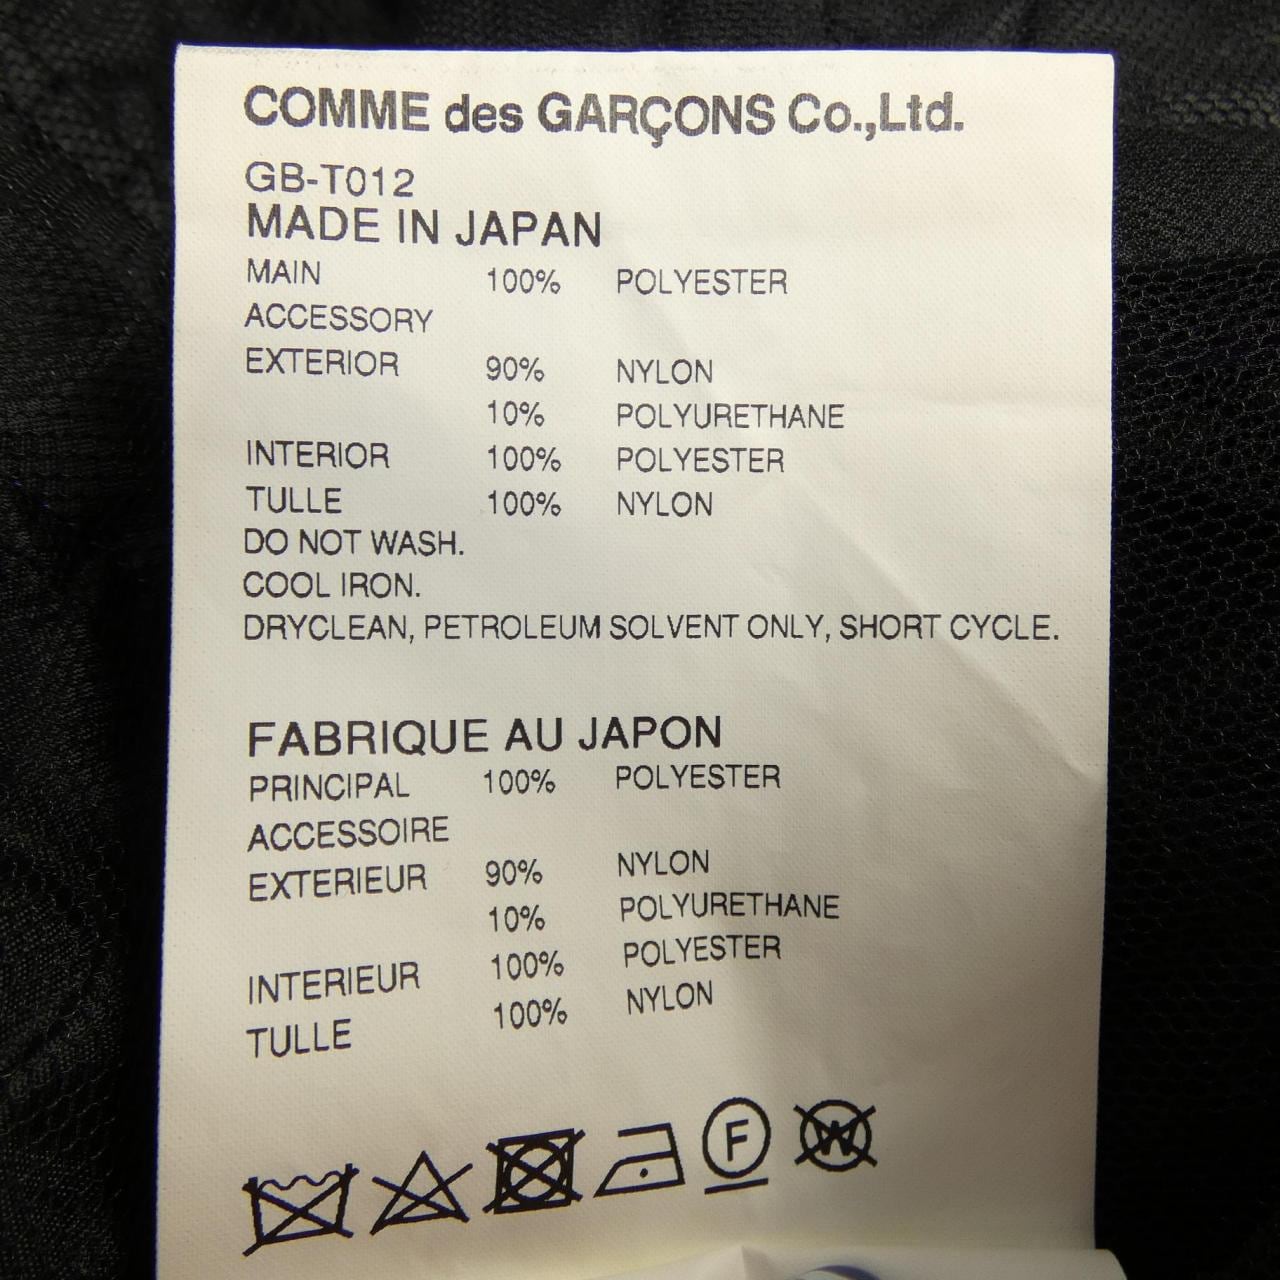 COMME des GARÇONS Co.,Ltd.
GB-T012
MADE IN JAPAN
MAIN 100% POLYESTER
ACCESSORY
EXTERIOR 90% NYLON
10% POLYURETHANE
INTERIOR 100% POLYESTER
TULLE 100% NYLON
DO NOT WASH.
COOL IRON.
DRYCLEAN, PETROLEUM SOLVENT ONLY, SHORT CYCLE.
FABRIQUE AU JAPON
PRINCIPAL 100% POLYESTER
ACCESSOIRE
EXTERIEUR 90% NYLON
10% POLYURETHANE
INTERIEUR 100% POLYESTER
TULLE 100% NYLON
F W